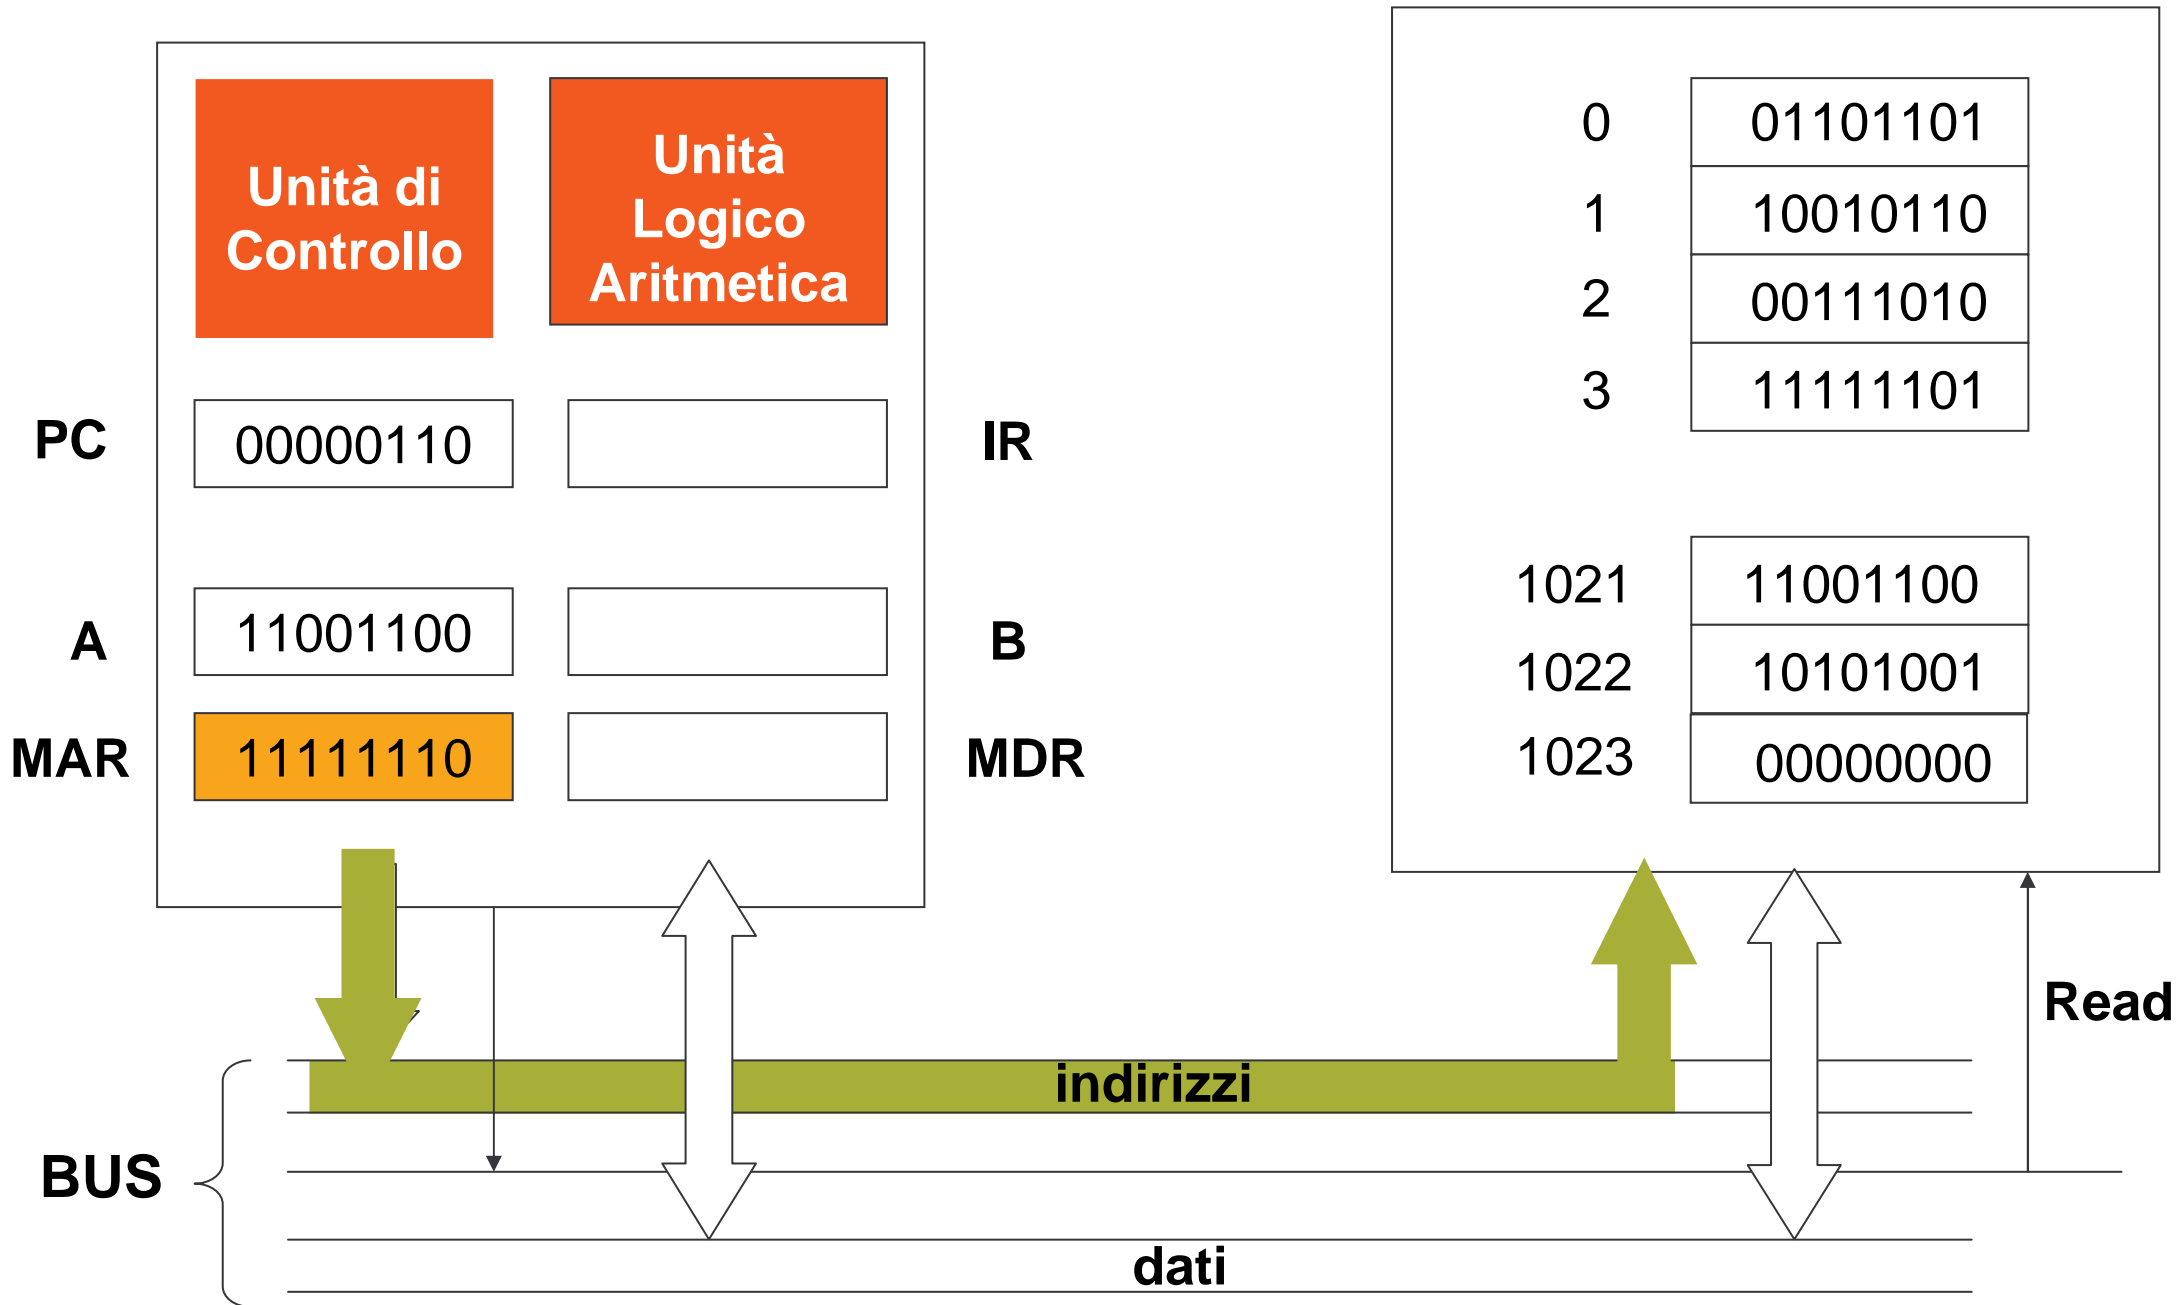 Unità di
Controllo
Unità
Logico
Aritmetica
PC
00000110
IR
A
11001100
B
MAR
11111110
MDR
0
01101101
1
10010110
2
00111010
3
11111101
1021
11001100
1022
10101001
1023
00000000
Read
indirizzi
BUS
dati